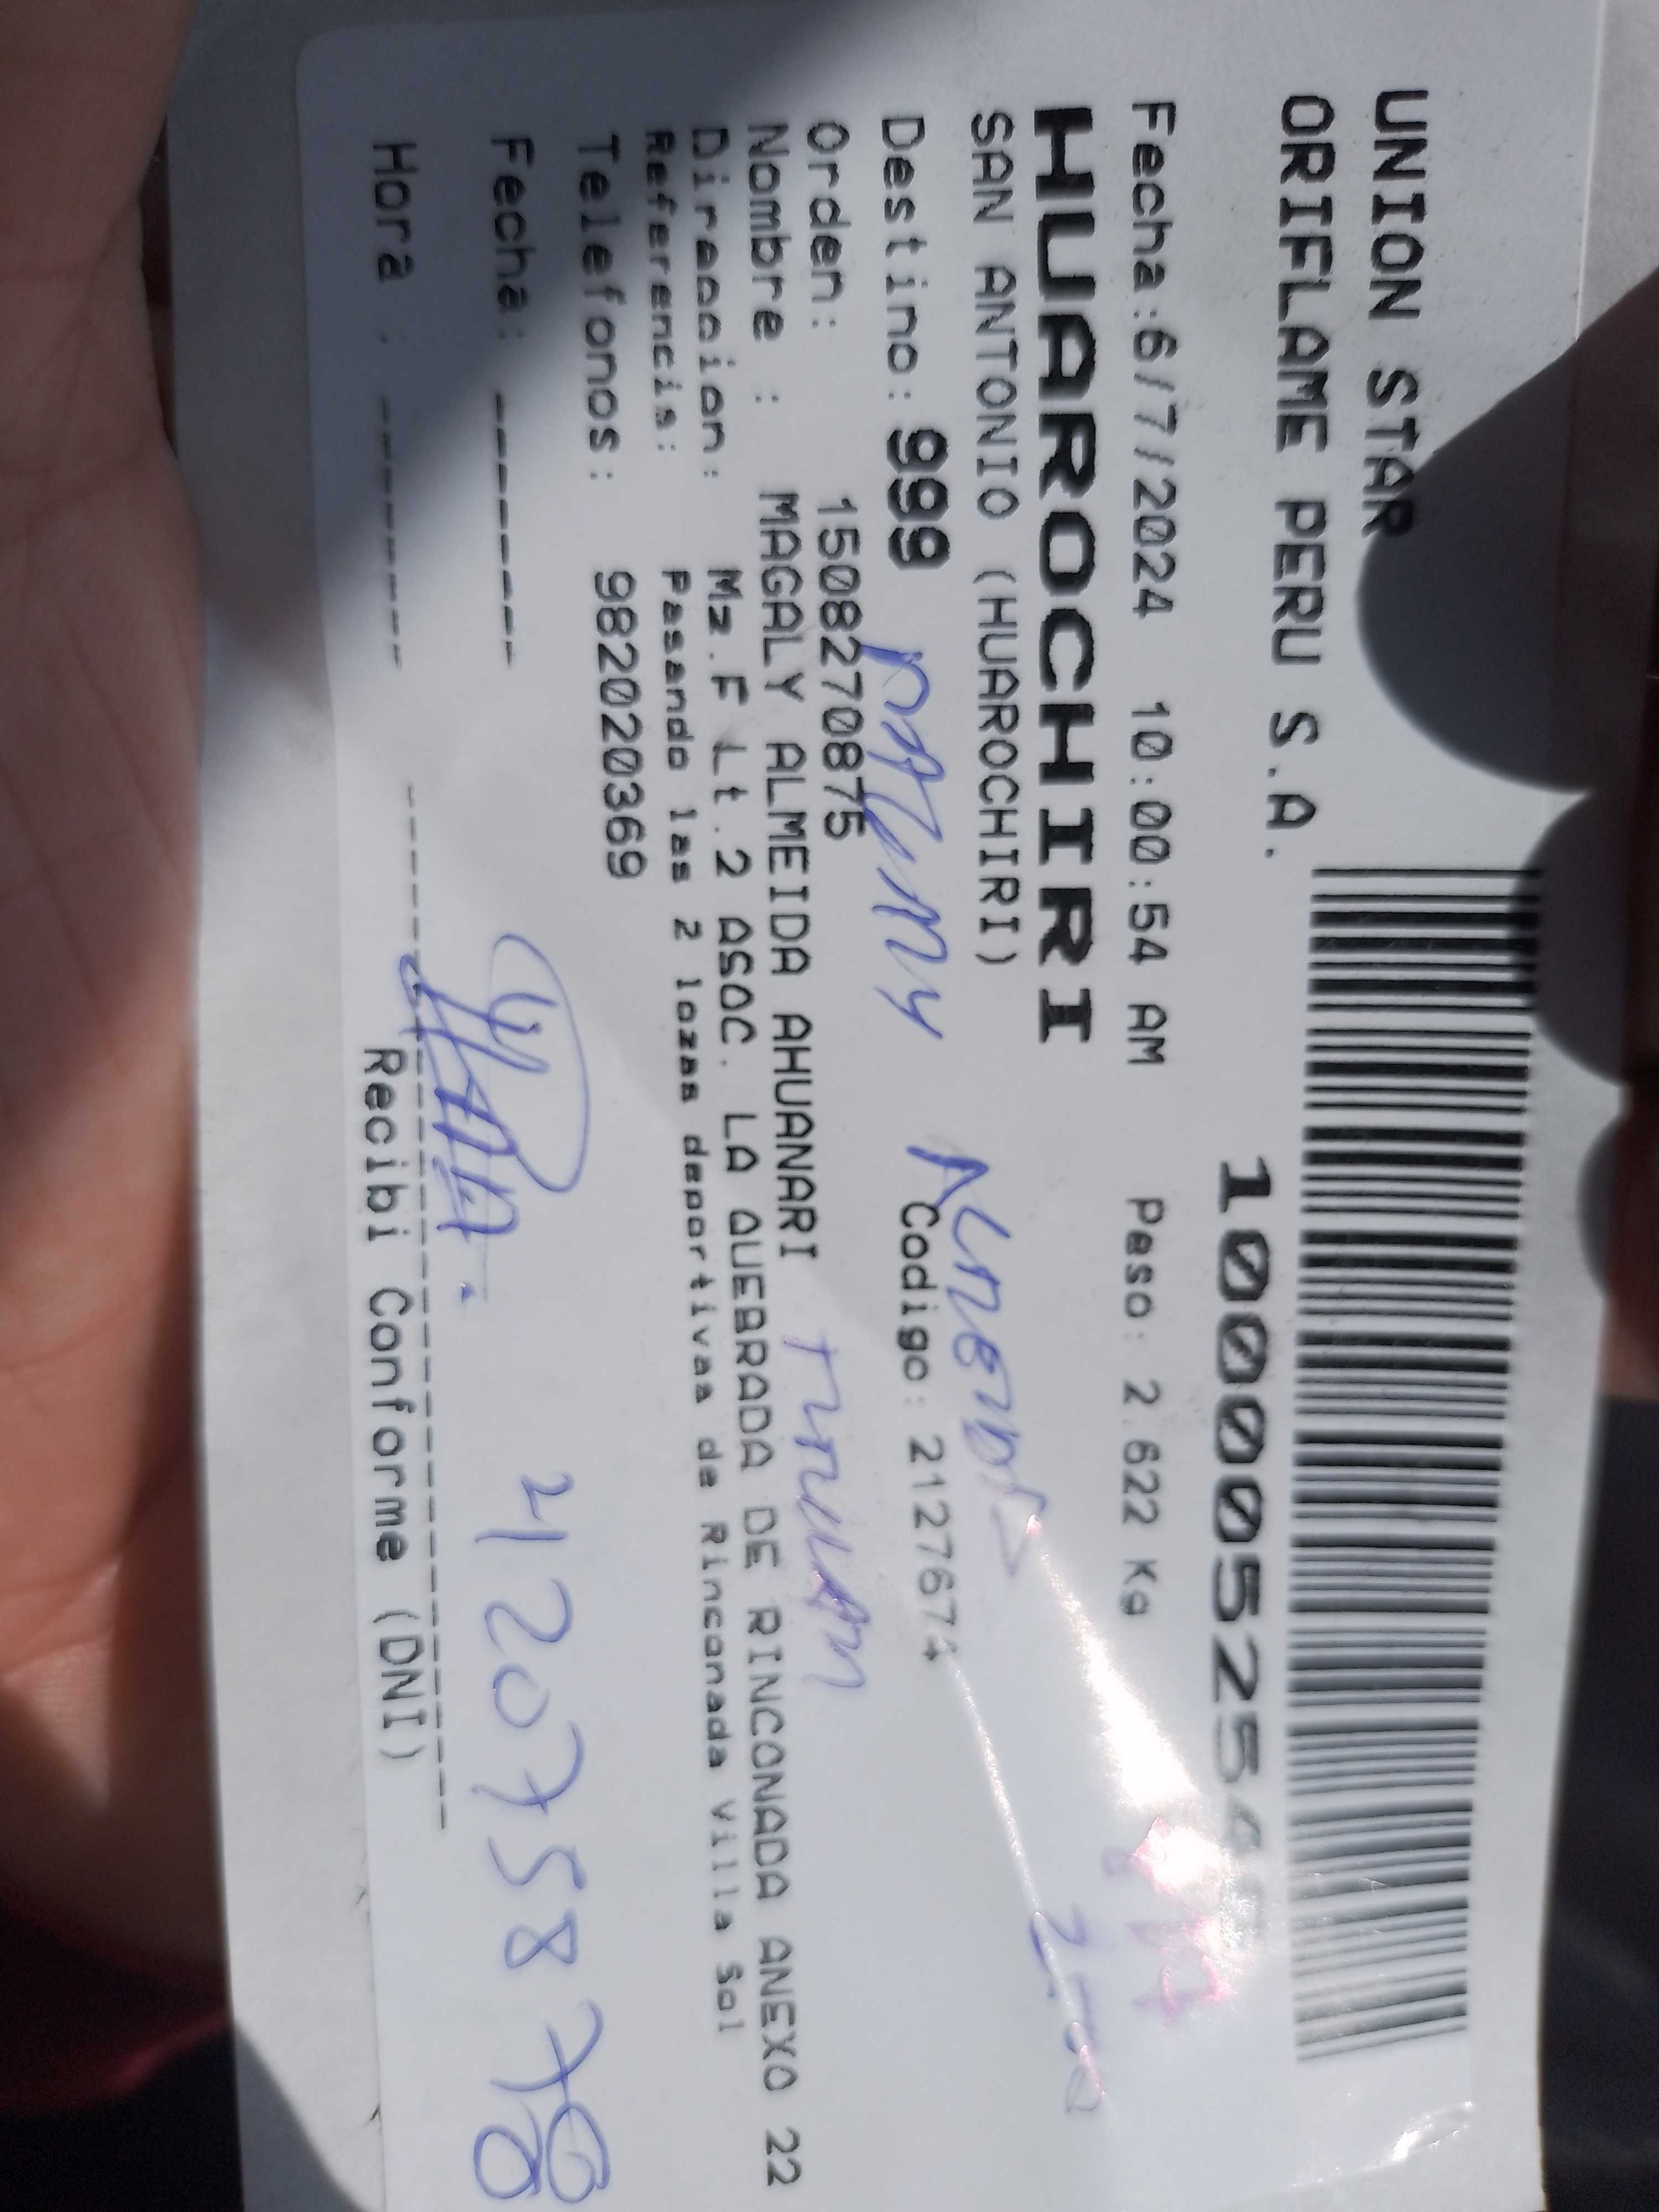 UNION STAR
ORIFLAME PERU S.A.
10000525
Fecha:6/7/2024 10:00:54 AM Peso: 2.622 Kg
HUAROCHIRI
SAN ANTONIO (HUAROCHIRI)
Destino: 999 Codigo: 2127674
Orden: 1508270875
Nombre : MAGALY ALMEIDA AHUANARI
Direccion: Mz.F Lt.2 ASOC. LA QUEBRADA DE RINCONADA ANEXO 22
Referencia: Pasando las 2 lozas deportivas de Rinconada Villa Sol
Telefonos: 982020369
Fecha: --------
Hora : --------
Recibi Conforme (DNI)